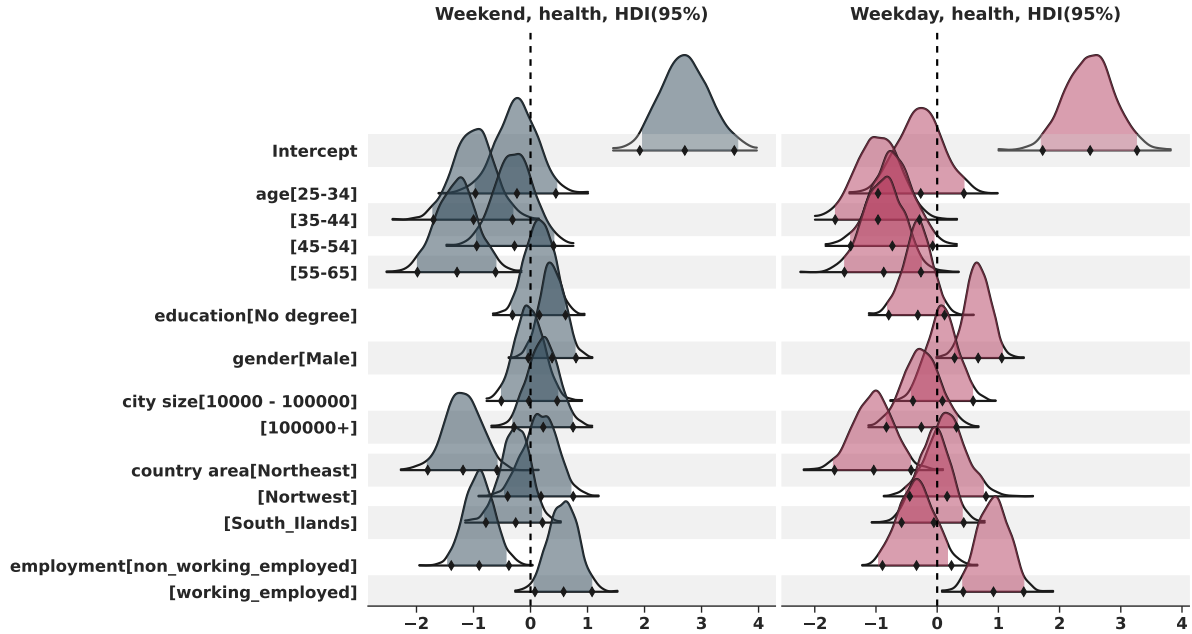 Weekend, health, HDI(95%)
Weekday, health, HDI(95%)
Intercept
age[25-34]
[35-44]
[45-54]
[55-65]
education[No degree]
gender[Male]
city size[10000 - 100000]
[100000+]
country area[Northeast]
[Nortwest]
[South_Ilands]
employment[non_working_employed]
[working_employed]
−2 −1 0 1 2 3 4
−2 −1 0 1 2 3 4